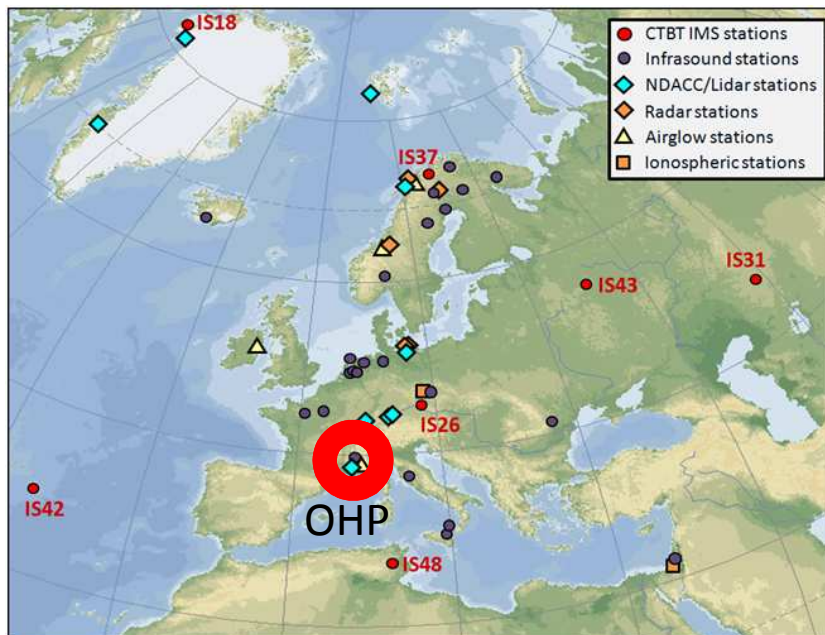 IS18
CTBT IMS stations
Infrasound stations
NDACC/Lidar stations
Radar stations
Airglow stations
Ionospheric stations
IS37
IS31
IS43
IS26
IS42
OHP
IS48